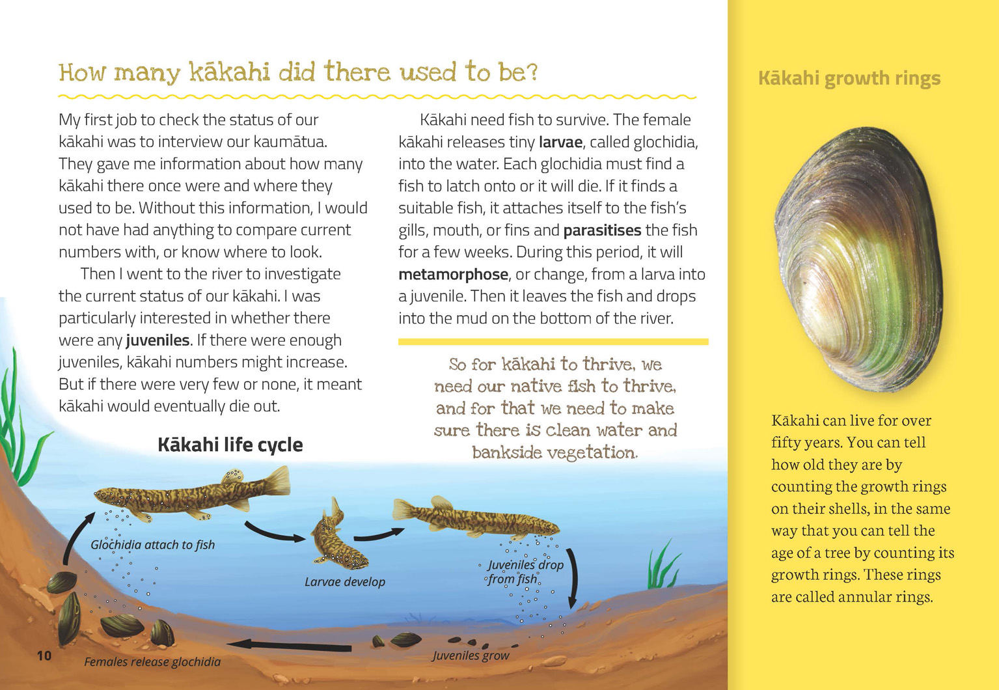 How many kākahi did there used to be?
My first job to check the status of our
kākahi was to interview our kaumātua.
They gave me information about how many
kākahi there once were and where they
used to be. Without this information, I would
not have had anything to compare current
numbers with, or know where to look.
Then I went to the river to investigate
the current status of our kākahi. I was
particularly interested in whether there
were any juveniles. If there were enough
juveniles, kākahi numbers might increase.
But if there were very few or none, it meant
kākahi would eventually die out.
Kākahi need fish to survive. The female
kākahi releases tiny larvae, called glochidia,
into the water. Each glochidia must find a
fish to latch onto or it will die. If it finds a
suitable fish, it attaches itself to the fish's
gills, mouth, or fins and parasitises the fish
for a few weeks. During this period, it will
metamorphose, or change, from a larva into
a juvenile. Then it leaves the fish and drops
into the mud on the bottom of the river.
So for kākahi to thrive, we
need our native fish to thrive,
and for that we need to make
sure there is clean water and
bankside vegetation.
Kākahi life cycle
Glochidia attach to fish
Larvae develop
Juveniles drop
from fish
Juveniles grow
Females release glochidia
10
Kākahi growth rings
Kākahi can live for over
fifty years. You can tell
how old they are by
counting the growth rings
on their shells, in the same
way that you can tell the
age of a tree by counting its
growth rings. These rings
are called annular rings.